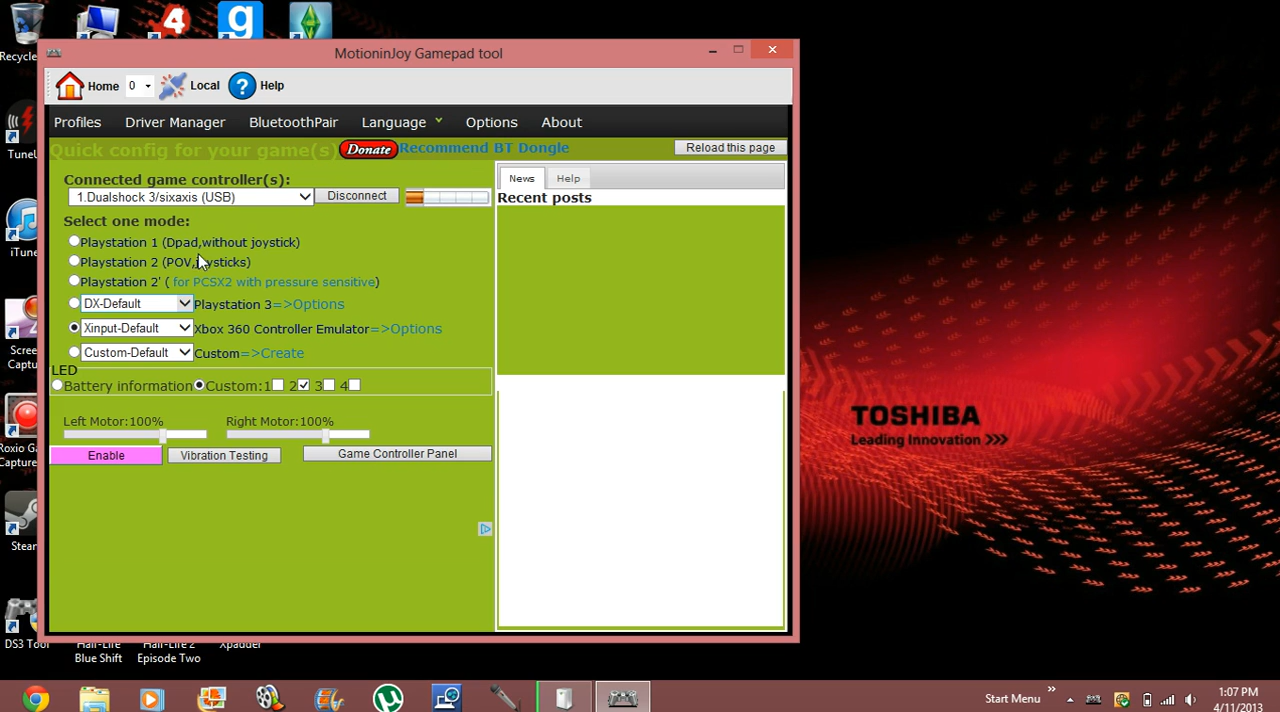 Recycle
MotioninJoy Gamepad tool
Home 0 Local Help
Profiles Driver Manager BluetoothPair Language Options About
Quick config for your game(s) Donate Recommend BT Dongle Reload this page
Connected game controller(s):
1.Dualshock 3/sixaxis (USB) Disconnect
Select one mode:
Playstation 1 (Dpad,without joystick)
Playstation 2 (POV,joysticks)
Playstation 2' ( for PCSX2 with pressure sensitive)
DX-Default Playstation 3=>Options
Xinput-Default Xbox 360 Controller Emulator=>Options
Custom-Default Custom=>Create
LED
Battery information Custom:1 2 3 4
Left Motor:100% Right Motor:100%
Enable Vibration Testing Game Controller Panel
News Help
Recent posts
TuneU
iTune
Scree
Captu
Roxio Ga
Capture
Stean
DS3 Tool
Half-Life
Blue Shift
Half-Life 2
Episode Two
Xpadder
TOSHIBA
Leading Innovation >>>
Start Menu
1:07 PM
4/11/2013